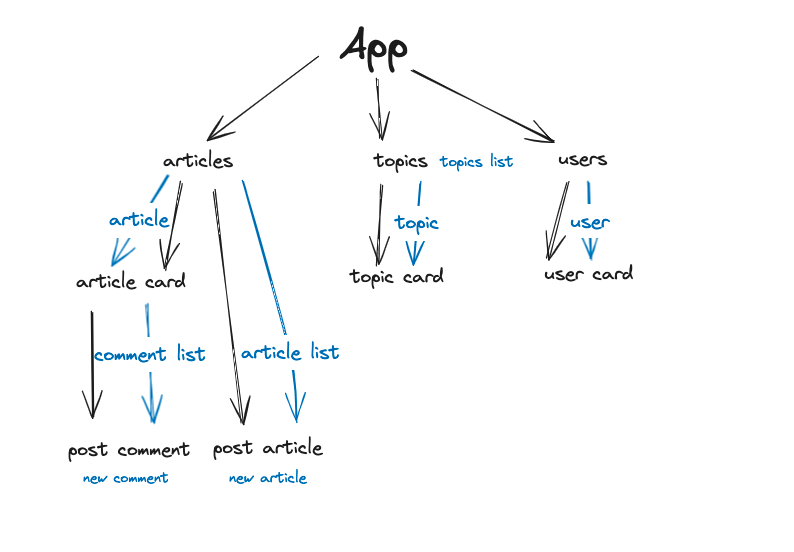 App
articles
topics topics list
users
article
topic
user
article card
topic card
user card
comment list
article list
post comment
post article
new comment
new article